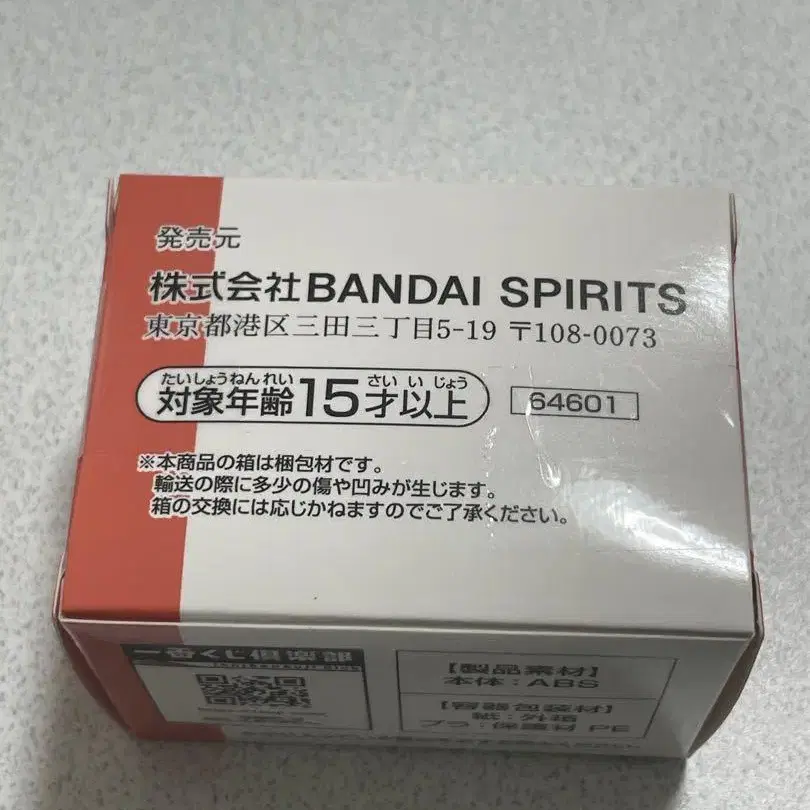 発売元
株式会社BANDAI SPIRITS
東京都港区三田三丁目5-19 〒108-0073
たいしょうねんれい さい い じょう
対象年齢15才以上
64601
※本商品の箱は梱包材です。
輸送の際に多少の傷や凹みが生じます。
箱の交換には応じかねますのでご了承ください。
一番くじ倶楽部
【製品素材】
本体：ABS
【容器包装材】
紙：外箱
プラ：保護材 PE